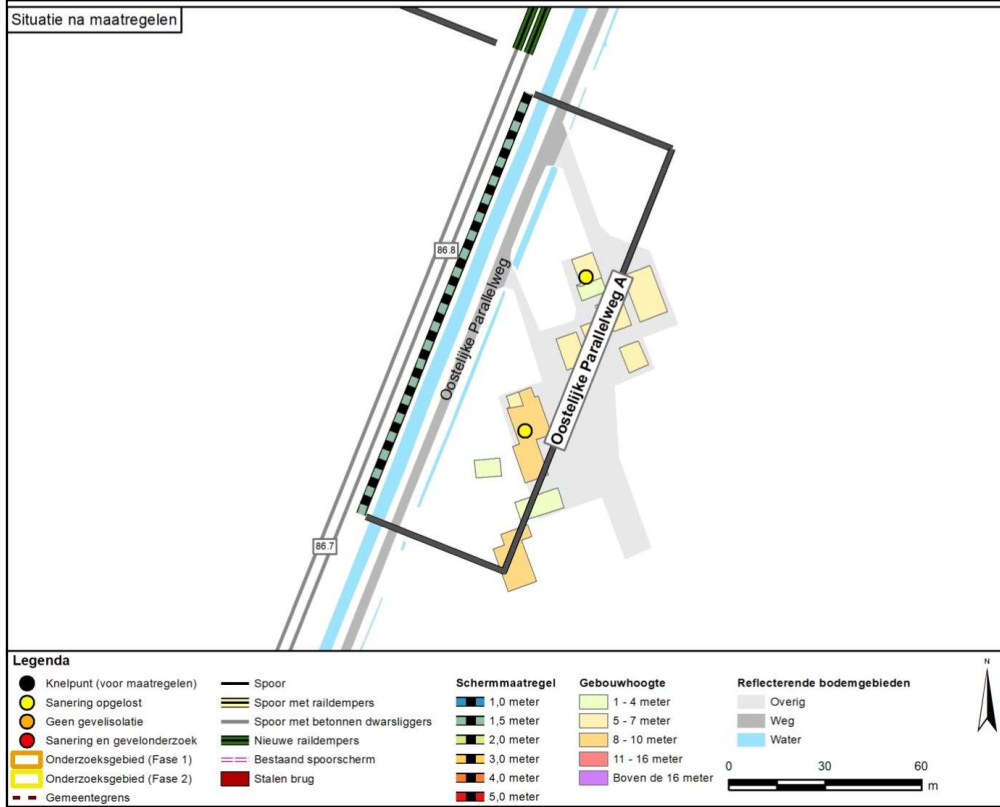 Situatie na maatregelen
86.8
Oostelijke Parallelweg
Oostelijke Parallelweg A
86.7
Legenda
Knelpunt (voor maatregelen)
Sanering opgelost
Geen gevelisolatie
Sanering en gevelonderzoek
Onderzoeksgebied (Fase 1)
Onderzoeksgebied (Fase 2)
Gemeentegrens
Spoor
Spoor met raildempers
Spoor met betonnen dwarsliggers
Nieuwe raildempers
Bestaand spoorscherm
Stalen brug
Schermmaatregel
1,0 meter
1,5 meter
2,0 meter
3,0 meter
4,0 meter
5,0 meter
Gebouwhoogte
1 - 4 meter
5 - 7 meter
8 - 10 meter
11 - 16 meter
Boven de 16 meter
Reflecterende bodemgebieden
Overig
Weg
Water
N
0 30 60
m